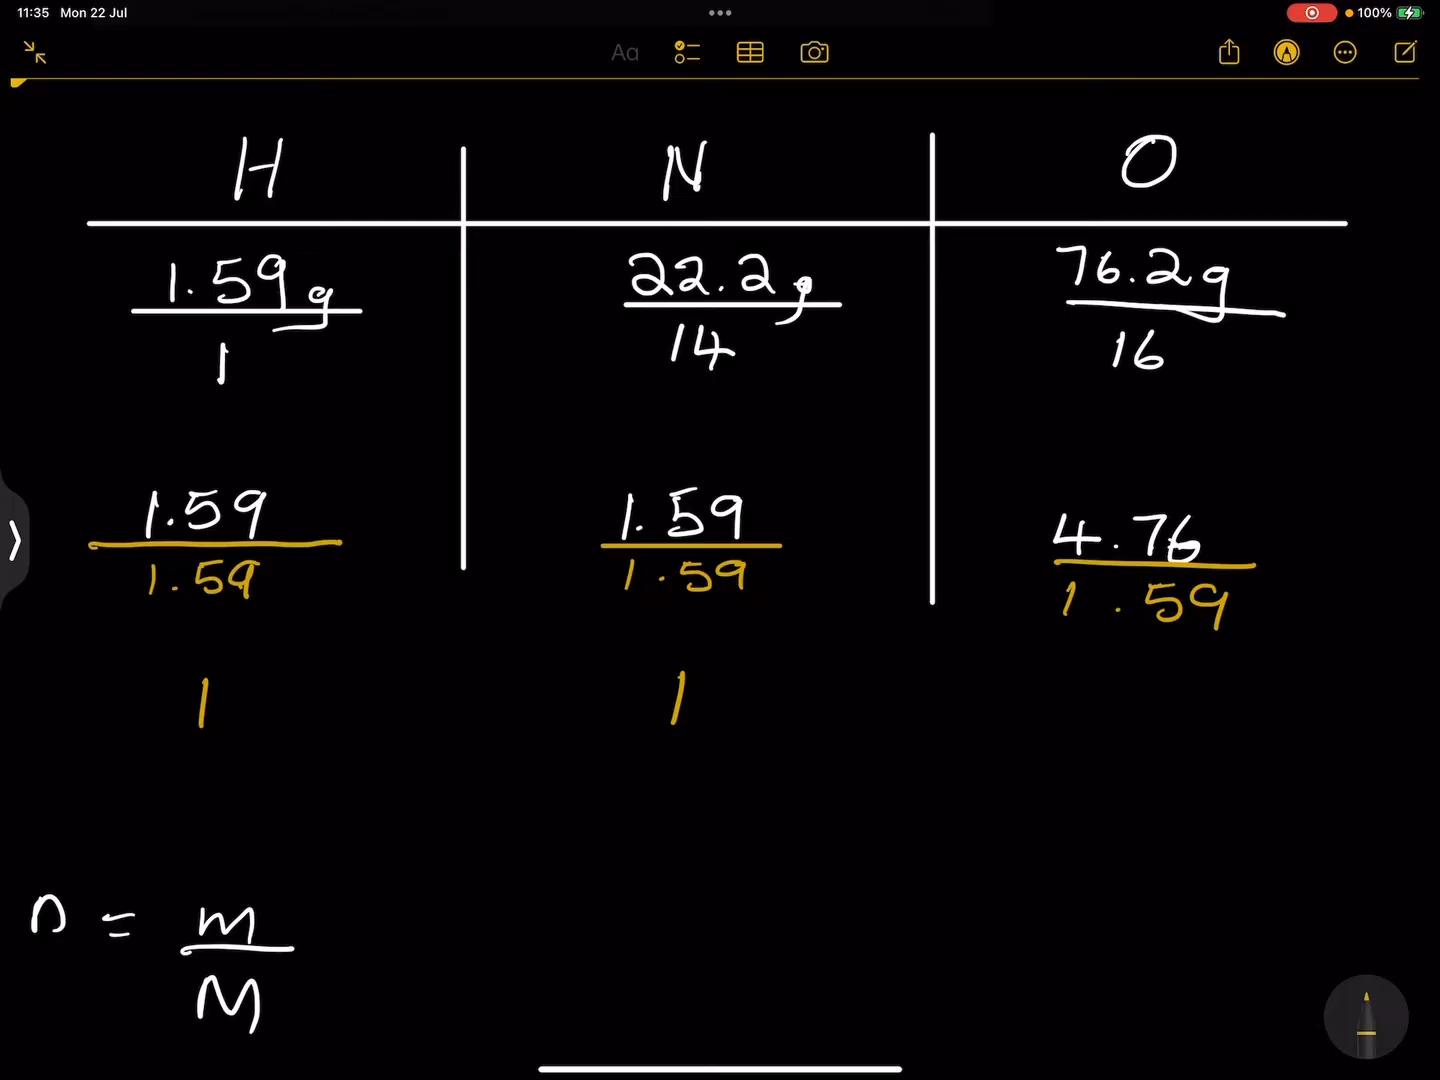 11:35 Mon 22 Jul 100%
Aa
H N O
1.59g 22.2g 76.2g
1 14 16
1.59 1.59 4.76
1.59 1.59 1.59
1 1
n = m
M